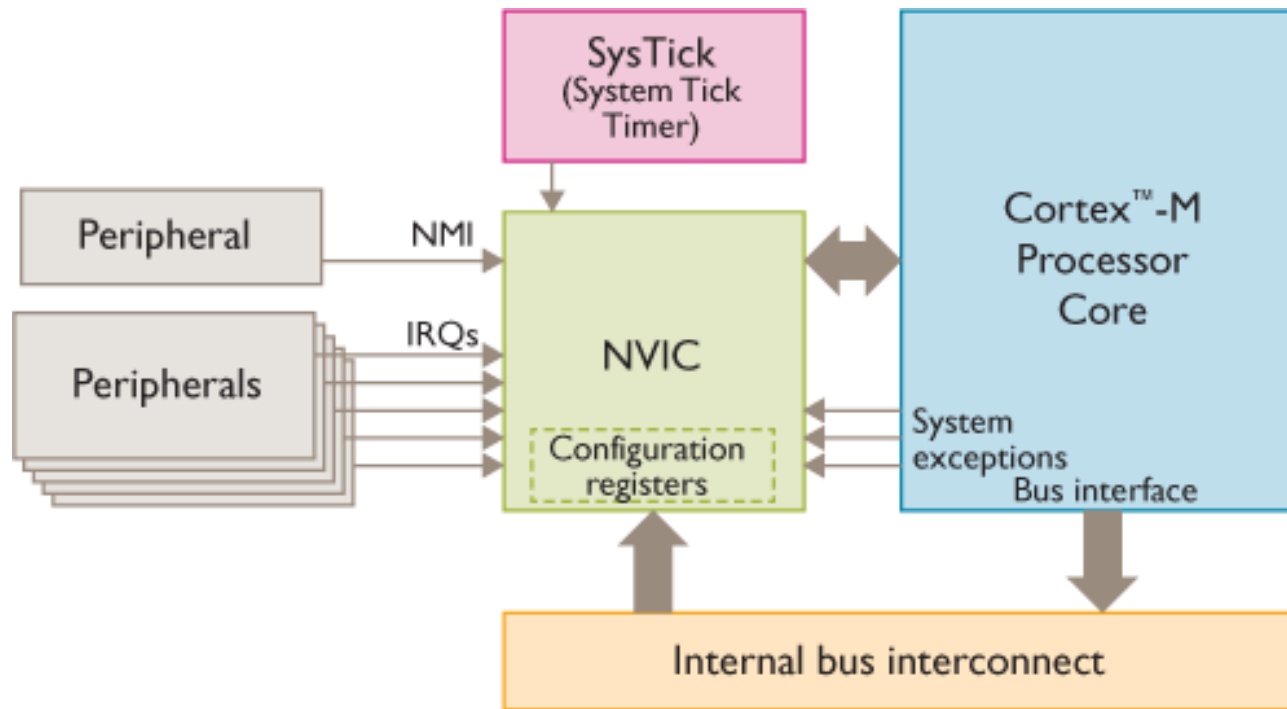 SysTick
(System Tick
Timer)
Peripheral
NMI
Cortex™-M
Processor
Core
Peripherals
IRQs
NVIC
Configuration
registers
System
exceptions
Bus interface
Internal bus interconnect